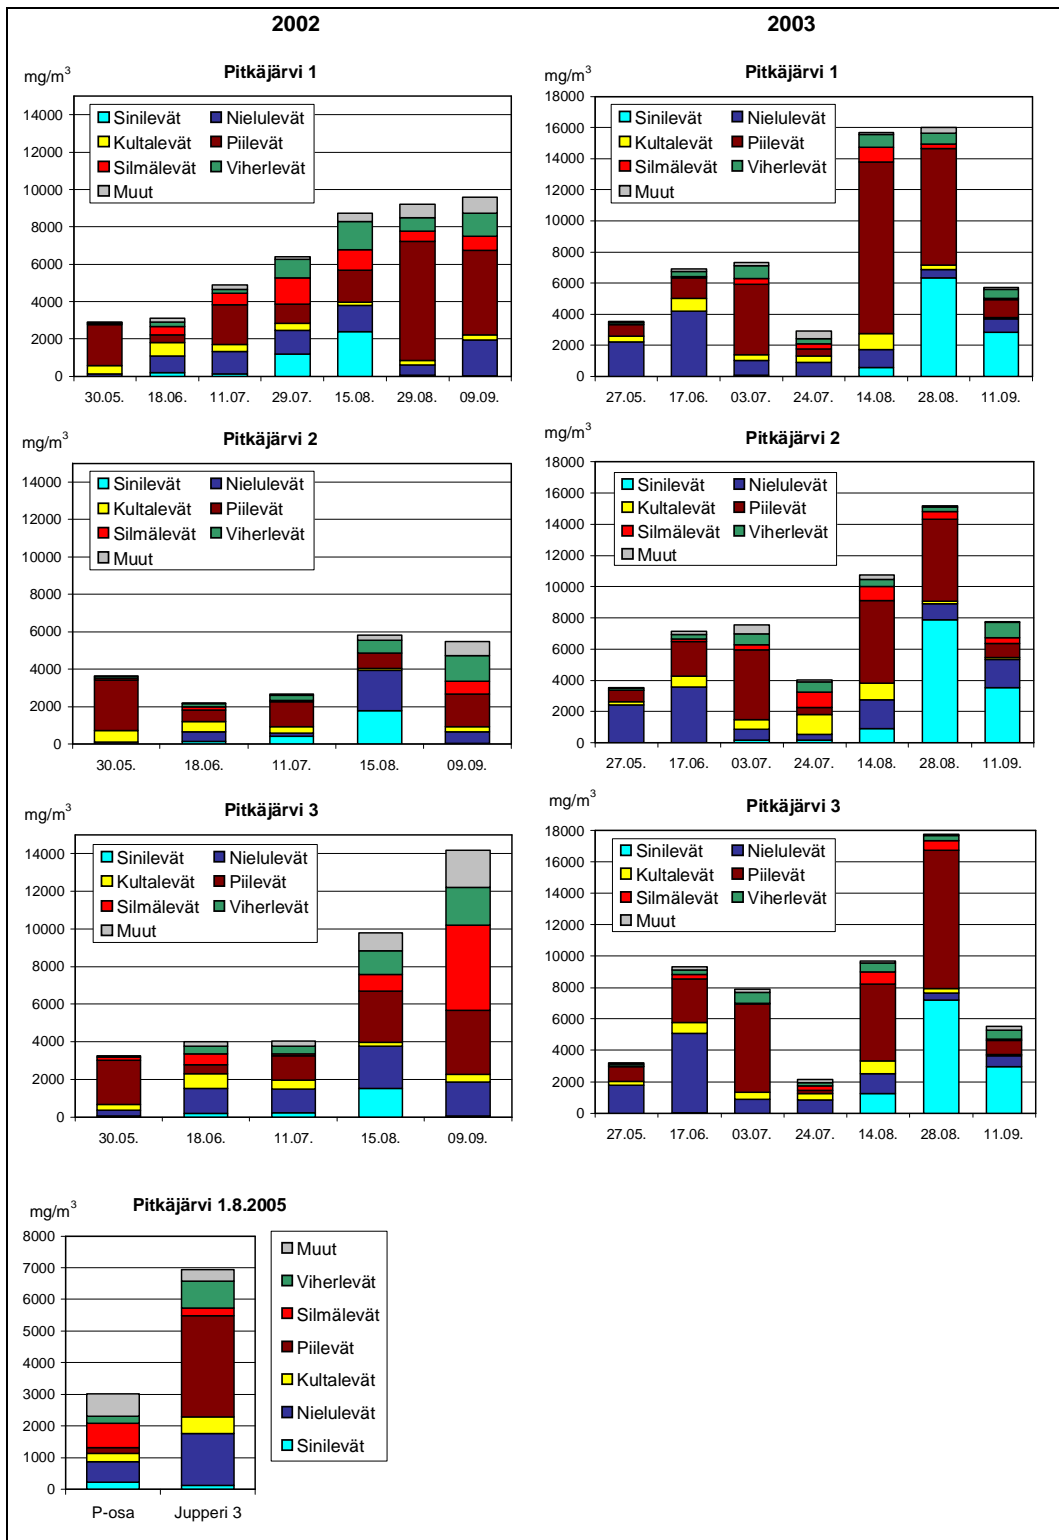 2002
2003
mg/m³
Pitkäjärvi 1
14000
12000
10000
8000
6000
4000
2000
0
Sinilevät
Nielulevät
Kultalevät
Piilevät
Silmälevät
Viherlevät
Muut
30.05. 18.06. 11.07. 29.07. 15.08. 29.08. 09.09.
mg/m³
Pitkäjärvi 1
18000
16000
14000
12000
10000
8000
6000
4000
2000
0
Sinilevät
Nielulevät
Kultalevät
Piilevät
Silmälevät
Viherlevät
Muut
27.05. 17.06. 03.07. 24.07. 14.08. 28.08. 11.09.
mg/m³
Pitkäjärvi 2
14000
12000
10000
8000
6000
4000
2000
0
Sinilevät
Nielulevät
Kultalevät
Piilevät
Silmälevät
Viherlevät
Muut
30.05. 18.06. 11.07. 15.08. 09.09.
mg/m³
Pitkäjärvi 2
18000
16000
14000
12000
10000
8000
6000
4000
2000
0
Sinilevät
Nielulevät
Kultalevät
Piilevät
Silmälevät
Viherlevät
Muut
27.05. 17.06. 03.07. 24.07. 14.08. 28.08. 11.09.
mg/m³
Pitkäjärvi 3
14000
12000
10000
8000
6000
4000
2000
0
Sinilevät
Nielulevät
Kultalevät
Piilevät
Silmälevät
Viherlevät
Muut
30.05. 18.06. 11.07. 15.08. 09.09.
mg/m³
Pitkäjärvi 3
18000
16000
14000
12000
10000
8000
6000
4000
2000
0
Sinilevät
Nielulevät
Kultalevät
Piilevät
Silmälevät
Viherlevät
Muut
27.05. 17.06. 03.07. 24.07. 14.08. 28.08. 11.09.
mg/m³
Pitkäjärvi 1.8.2005
8000
7000
6000
5000
4000
3000
2000
1000
0
Muut
Viherlevät
Silmälevät
Piilevät
Kultalevät
Nielulevät
Sinilevät
P-osa Jupperi 3